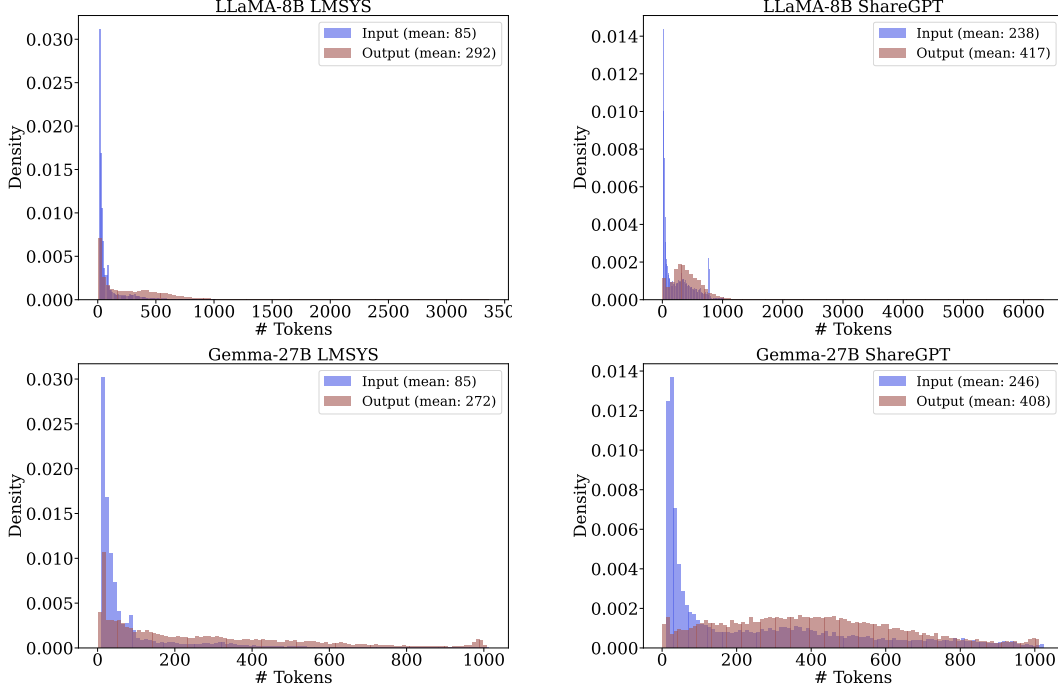 LLaMA-8B LMSYS
Density
0.030
0.025
0.020
0.015
0.010
0.005
0.000
Input (mean: 85)
Output (mean: 292)
0 500 1000 1500 2000 2500 3000 350
# Tokens
LLaMA-8B ShareGPT
Density
0.014
0.012
0.010
0.008
0.006
0.004
0.002
0.000
Input (mean: 238)
Output (mean: 417)
0 1000 2000 3000 4000 5000 6000
# Tokens
Gemma-27B LMSYS
Density
0.030
0.025
0.020
0.015
0.010
0.005
0.000
Input (mean: 85)
Output (mean: 272)
0 200 400 600 800 1000
# Tokens
Gemma-27B ShareGPT
Density
0.014
0.012
0.010
0.008
0.006
0.004
0.002
0.000
Input (mean: 246)
Output (mean: 408)
0 200 400 600 800 1000
# Tokens